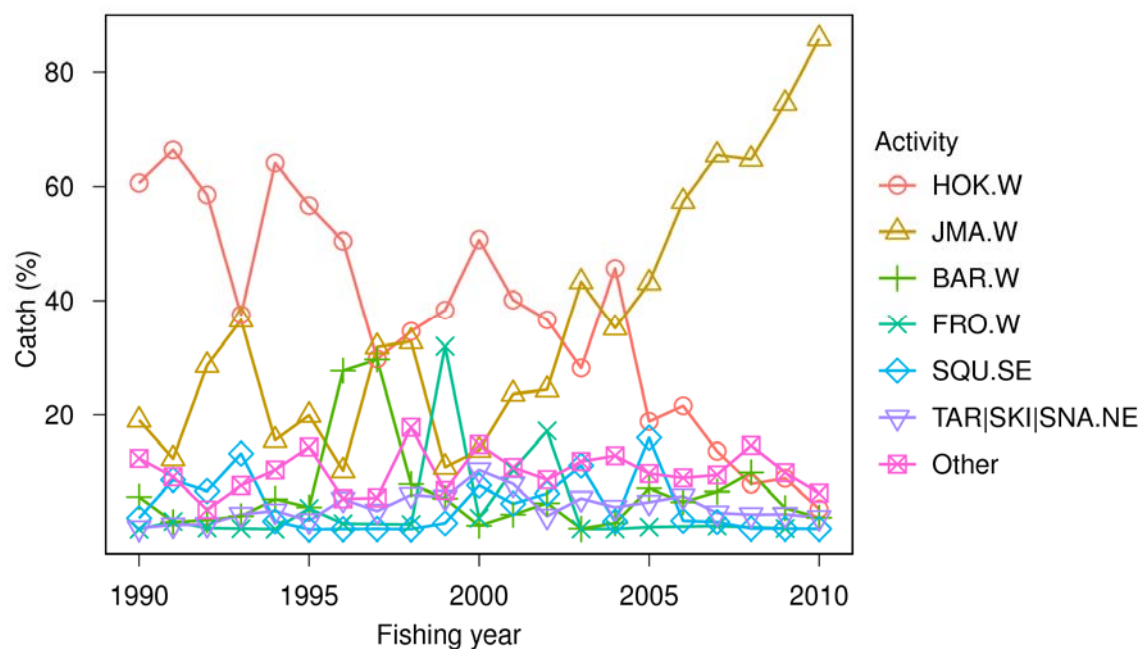 80
60
40
20
Catch (%)
1990
1995
2000
2005
2010
Fishing year
Activity
HOK.W
JMA.W
BAR.W
FRO.W
SQU.SE
TAR|SKI|SNA.NE
Other